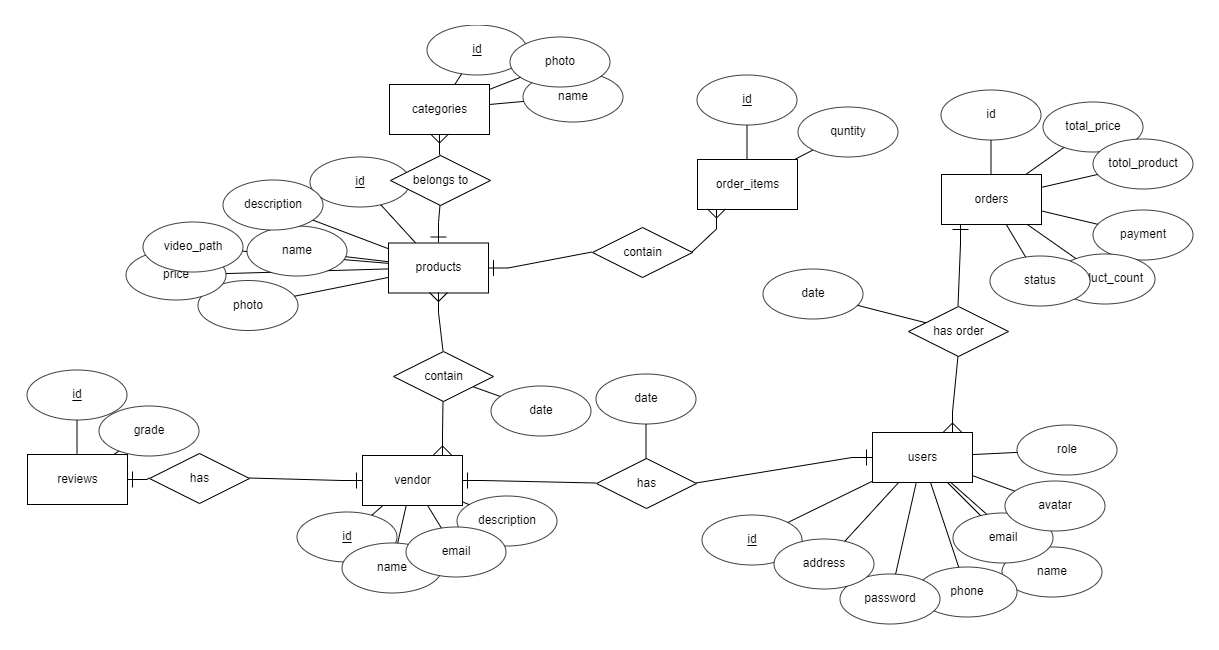 id
photo
name
categories
id
quntity
order_items
id
total_price
totol_product
orders
payment
status
uct_count
belongs to
id
description
video_path
name
price
photo
products
contain
date
has order
contain
date
date
id
grade
reviews
has
vendor
has
users
role
avatar
id
name
email
description
id
address
password
phone
email
name